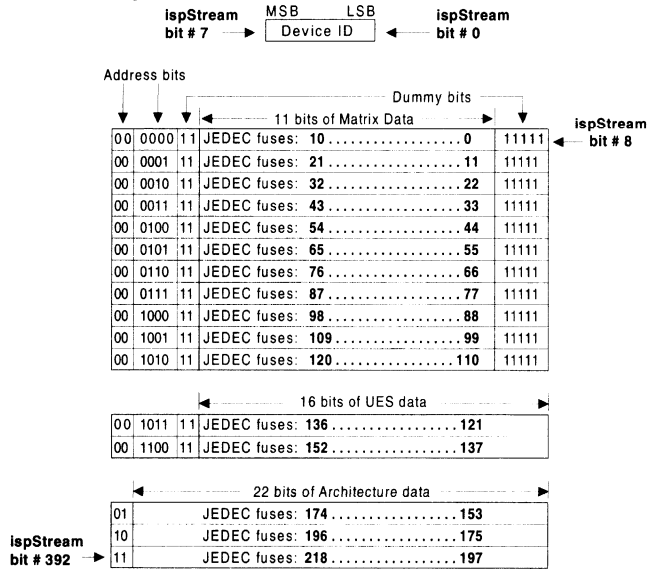 MSB LSB
ispStream bit # 7 Device ID ispStream bit # 0
Address bits
Dummy bits
11 bits of Matrix Data
00 0000 11 JEDEC fuses: 10.................0 11111
ispStream bit # 8
00 0001 11 JEDEC fuses: 21.................11 11111
00 0010 11 JEDEC fuses: 32.................22 11111
00 0011 11 JEDEC fuses: 43.................33 11111
00 0100 11 JEDEC fuses: 54.................44 11111
00 0101 11 JEDEC fuses: 65.................55 11111
00 0110 11 JEDEC fuses: 76.................66 11111
00 0111 11 JEDEC fuses: 87.................77 11111
00 1000 11 JEDEC fuses: 98.................88 11111
00 1001 11 JEDEC fuses: 109................99 11111
00 1010 11 JEDEC fuses: 120...............110 11111
16 bits of UES data
00 1011 11 JEDEC fuses: 136.................121
00 1100 11 JEDEC fuses: 152.................137
22 bits of Architecture data
01 JEDEC fuses: 174.................153
10 JEDEC fuses: 196.................175
ispStream bit # 392 11 JEDEC fuses: 218.................197